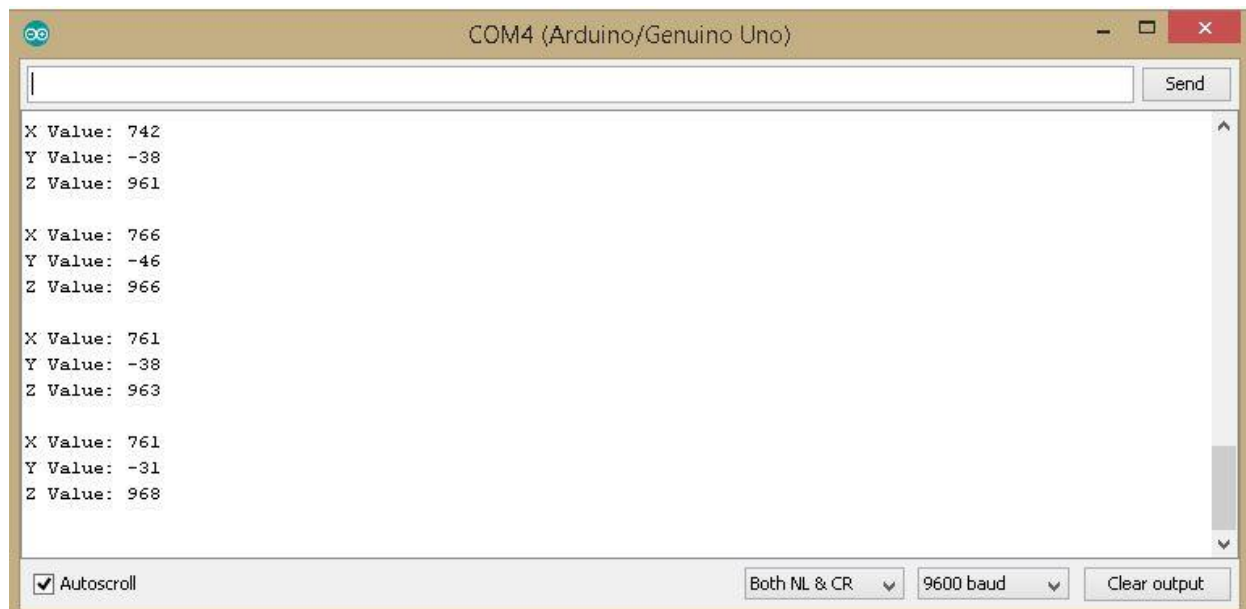 COM4 (Arduino/Genuino Uno)
Send
X Value: 742
Y Value: -38
Z Value: 961
X Value: 766
Y Value: -46
Z Value: 966
X Value: 761
Y Value: -38
Z Value: 963
X Value: 761
Y Value: -31
Z Value: 968
Autoscroll Both NL & CR 9600 baud Clear output